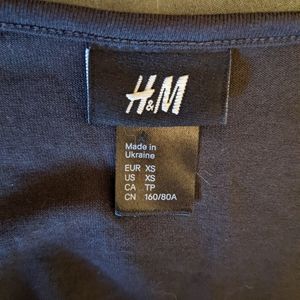 H&M
Made in
Ukraine
EUR XS
US XS
CA TP
CN 160/80A